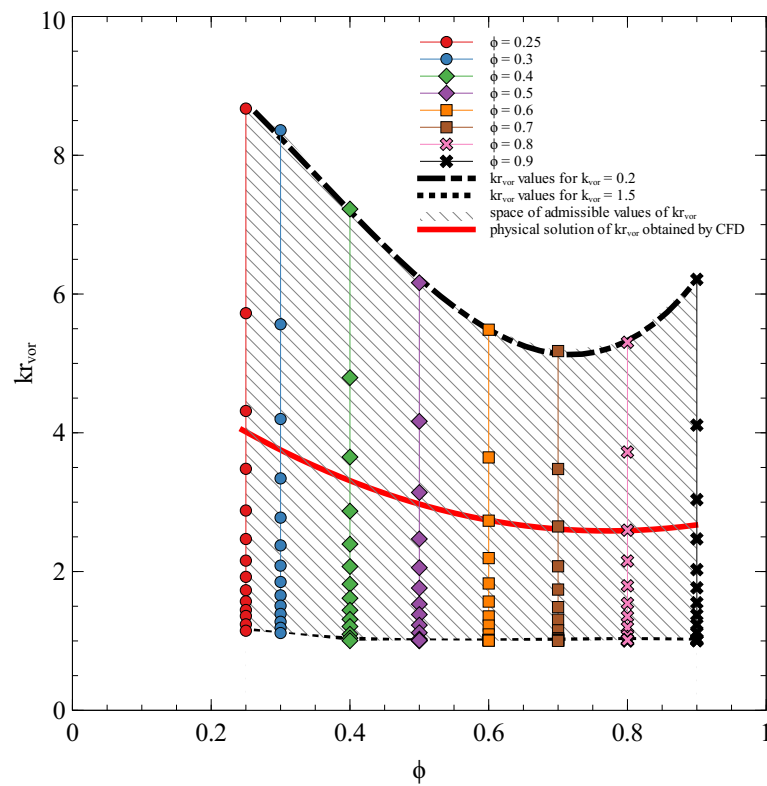 10
8
6
4
2
0
kr_vor
ϕ = 0.25
ϕ = 0.3
ϕ = 0.4
ϕ = 0.5
ϕ = 0.6
ϕ = 0.7
ϕ = 0.8
ϕ = 0.9
kr_vor values for k_vor = 0.2
kr_vor values for k_vor = 1.5
space of admissible values of kr_vor
physical solution of kr_vor obtained by CFD
0 0.2 0.4 0.6 0.8 1
ϕ